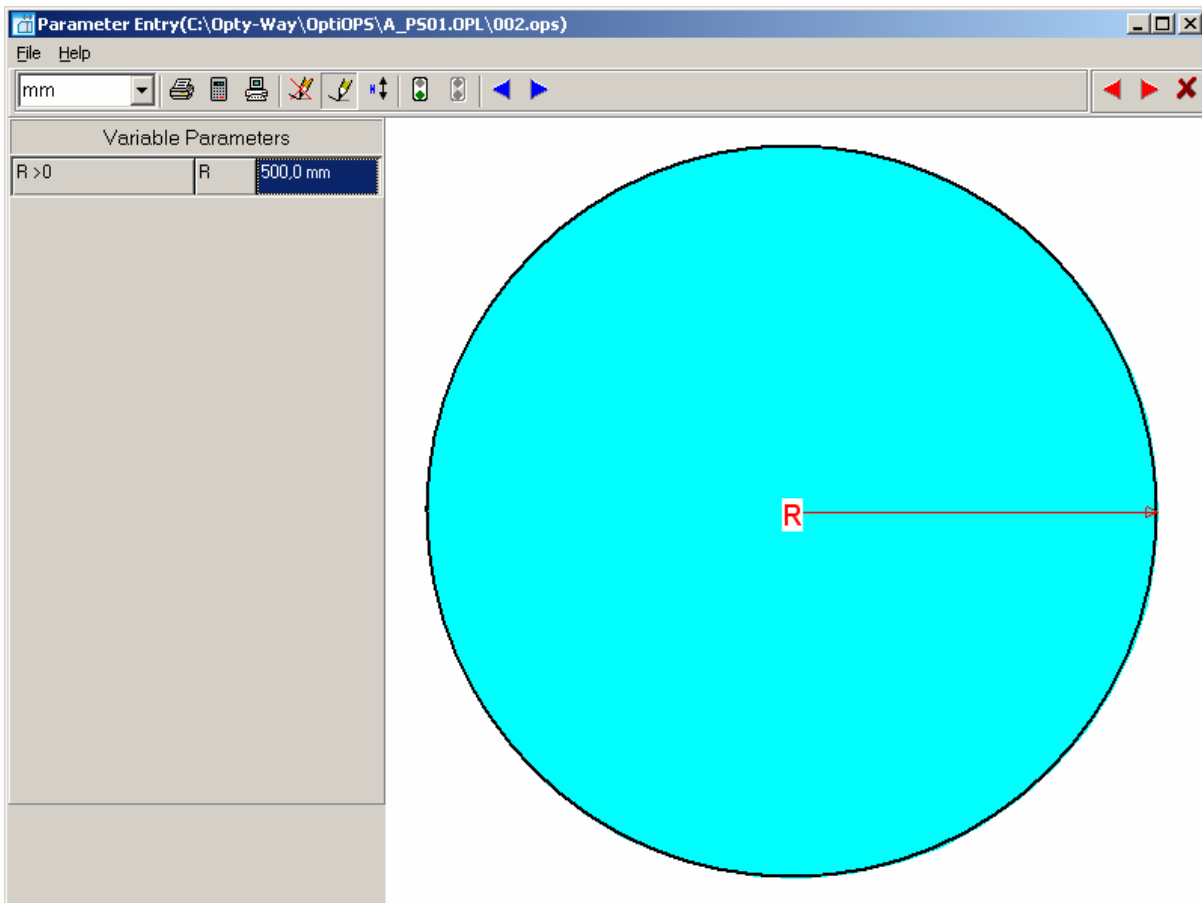 Parameter Entry(C:\Opty-Way\OptiOPS\A_PS01.OPL\002.ops)
File Help
mm
Variable Parameters
R >0 R 500,0 mm
R